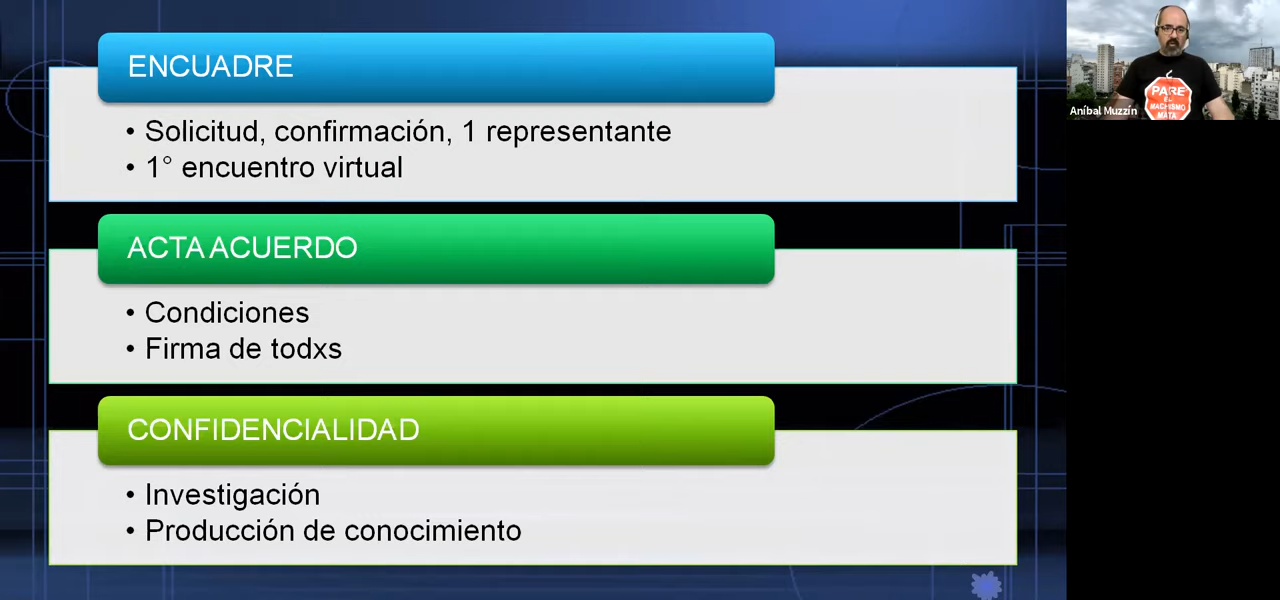 ENCUADRE
• Solicitud, confirmación, 1 representante
• 1° encuentro virtual
ACTA ACUERDO
• Condiciones
• Firma de todxs
CONFIDENCIALIDAD
• Investigación
• Producción de conocimiento
PARE
EL
MACHISMO
MATA
Aníbal Muzzín